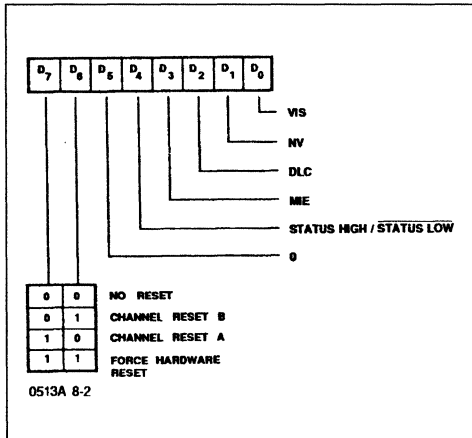 D7 D6 D5 D4 D3 D2 D1 D0
VIS
NV
DLC
MIE
STATUS HIGH / STATUS LOW
0
0 0 NO RESET
0 1 CHANNEL RESET B
1 0 CHANNEL RESET A
1 1 FORCE HARDWARE
RESET
0513A 8-2